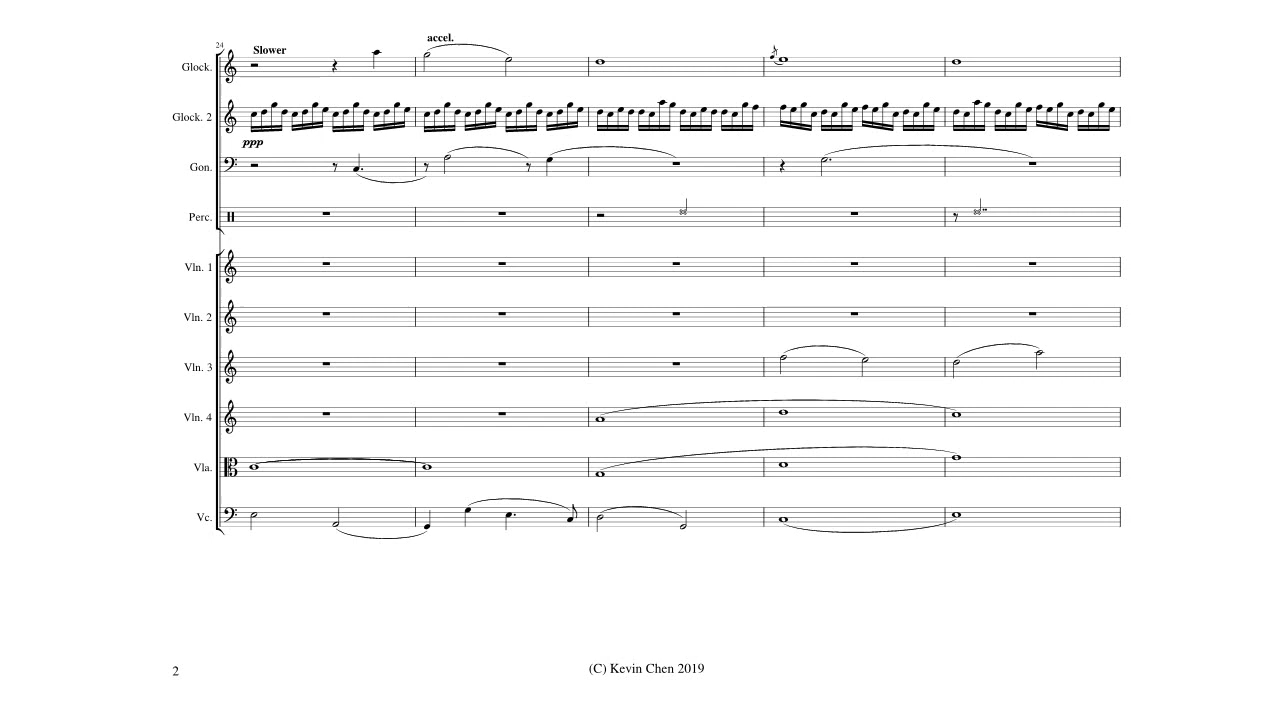 24
Slower
accel.
Glock.
Glock. 2
ppp
Gon.
Perc.
Vln. 1
Vln. 2
Vln. 3
Vln. 4
Vla.
Vc.
2
(C) Kevin Chen 2019